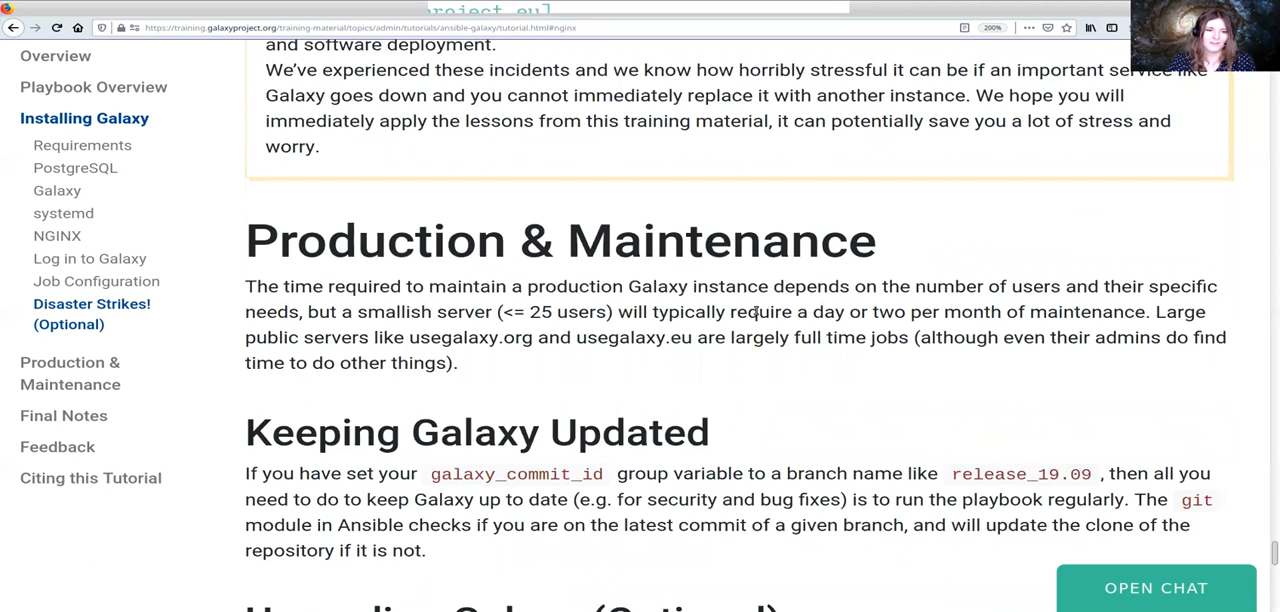 project.eu]
https://training.galaxyproject.org/training-material/topics/admin/tutorials/ansible-galaxy/tutorial.html#nginx
200%
Overview
Playbook Overview
Installing Galaxy
Requirements
PostgreSQL
Galaxy
systemd
NGINX
Log in to Galaxy
Job Configuration
Disaster Strikes!
(Optional)
Production &
Maintenance
Final Notes
Feedback
Citing this Tutorial
and software deployment.
We’ve experienced these incidents and we know how horribly stressful it can be if an important service like
Galaxy goes down and you cannot immediately replace it with another instance. We hope you will
immediately apply the lessons from this training material, it can potentially save you a lot of stress and
worry.
Production & Maintenance
The time required to maintain a production Galaxy instance depends on the number of users and their specific
needs, but a smallish server (<= 25 users) will typically require a day or two per month of maintenance. Large
public servers like usegalaxy.org and usegalaxy.eu are largely full time jobs (although even their admins do find
time to do other things).
Keeping Galaxy Updated
If you have set your galaxy_commit_id group variable to a branch name like release_19.09 , then all you
need to do to keep Galaxy up to date (e.g. for security and bug fixes) is to run the playbook regularly. The git
module in Ansible checks if you are on the latest commit of a given branch, and will update the clone of the
repository if it is not.
Upgrading Galaxy (Optional)
OPEN CHAT